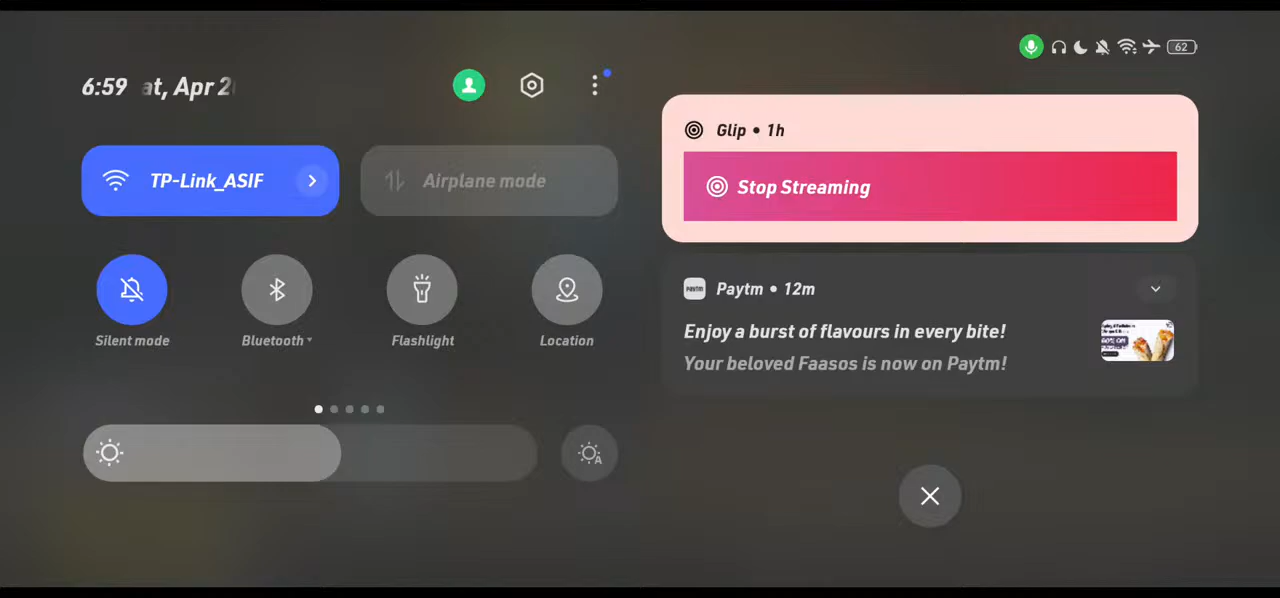 6:59 at, Apr 2
62
TP-Link_ASIF
Airplane mode
Silent mode
Bluetooth
Flashlight
Location
A
Glip • 1h
Stop Streaming
Paytm • 12m
Enjoy a burst of flavours in every bite!
Your beloved Faasos is now on Paytm!